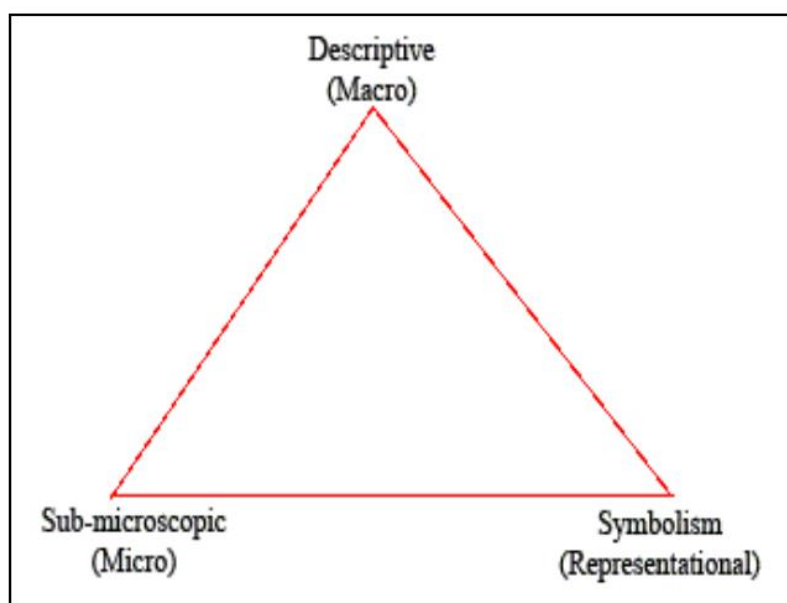 Descriptive
(Macro)
Sub-microscopic
(Micro)
Symbolism
(Representational)